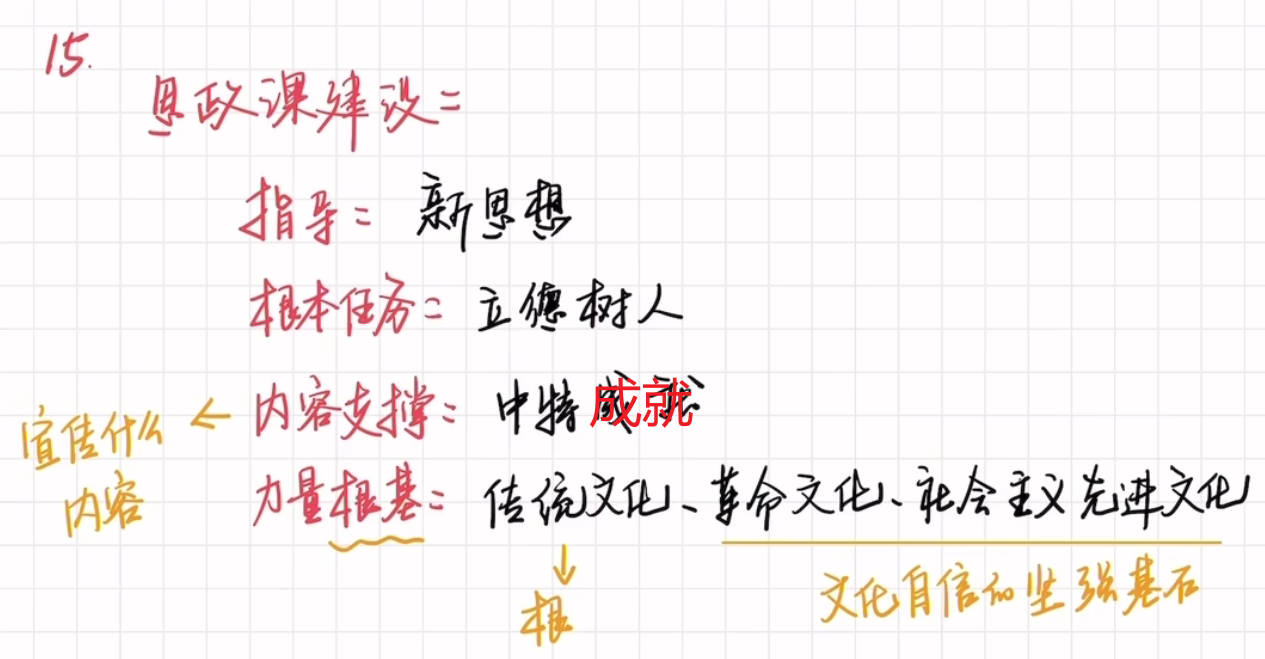 15.
思政课建设:
指导: 新思想
根本任务: 立德树人
内容支撑: 中特成就
宣传什么内容
力量根基: 传统文化、革命文化、社会主义先进文化
根
文化自信的坚强基石